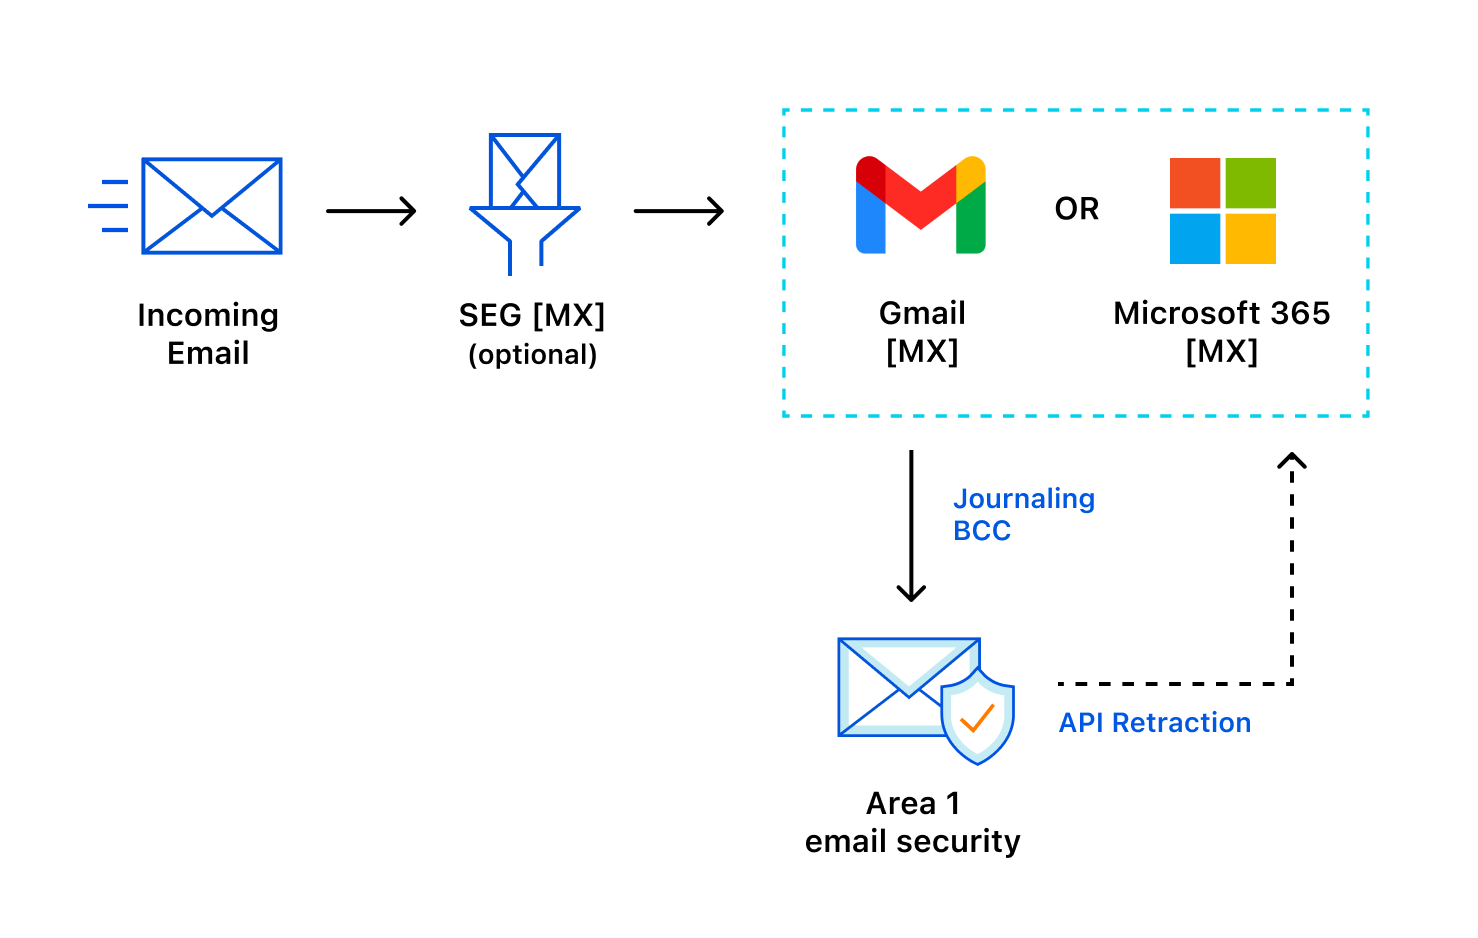 Incoming
Email
SEG [MX]
(optional)
OR
Gmail
[MX]
Microsoft 365
[MX]
Journaling
BCC
API Retraction
Area 1
email security